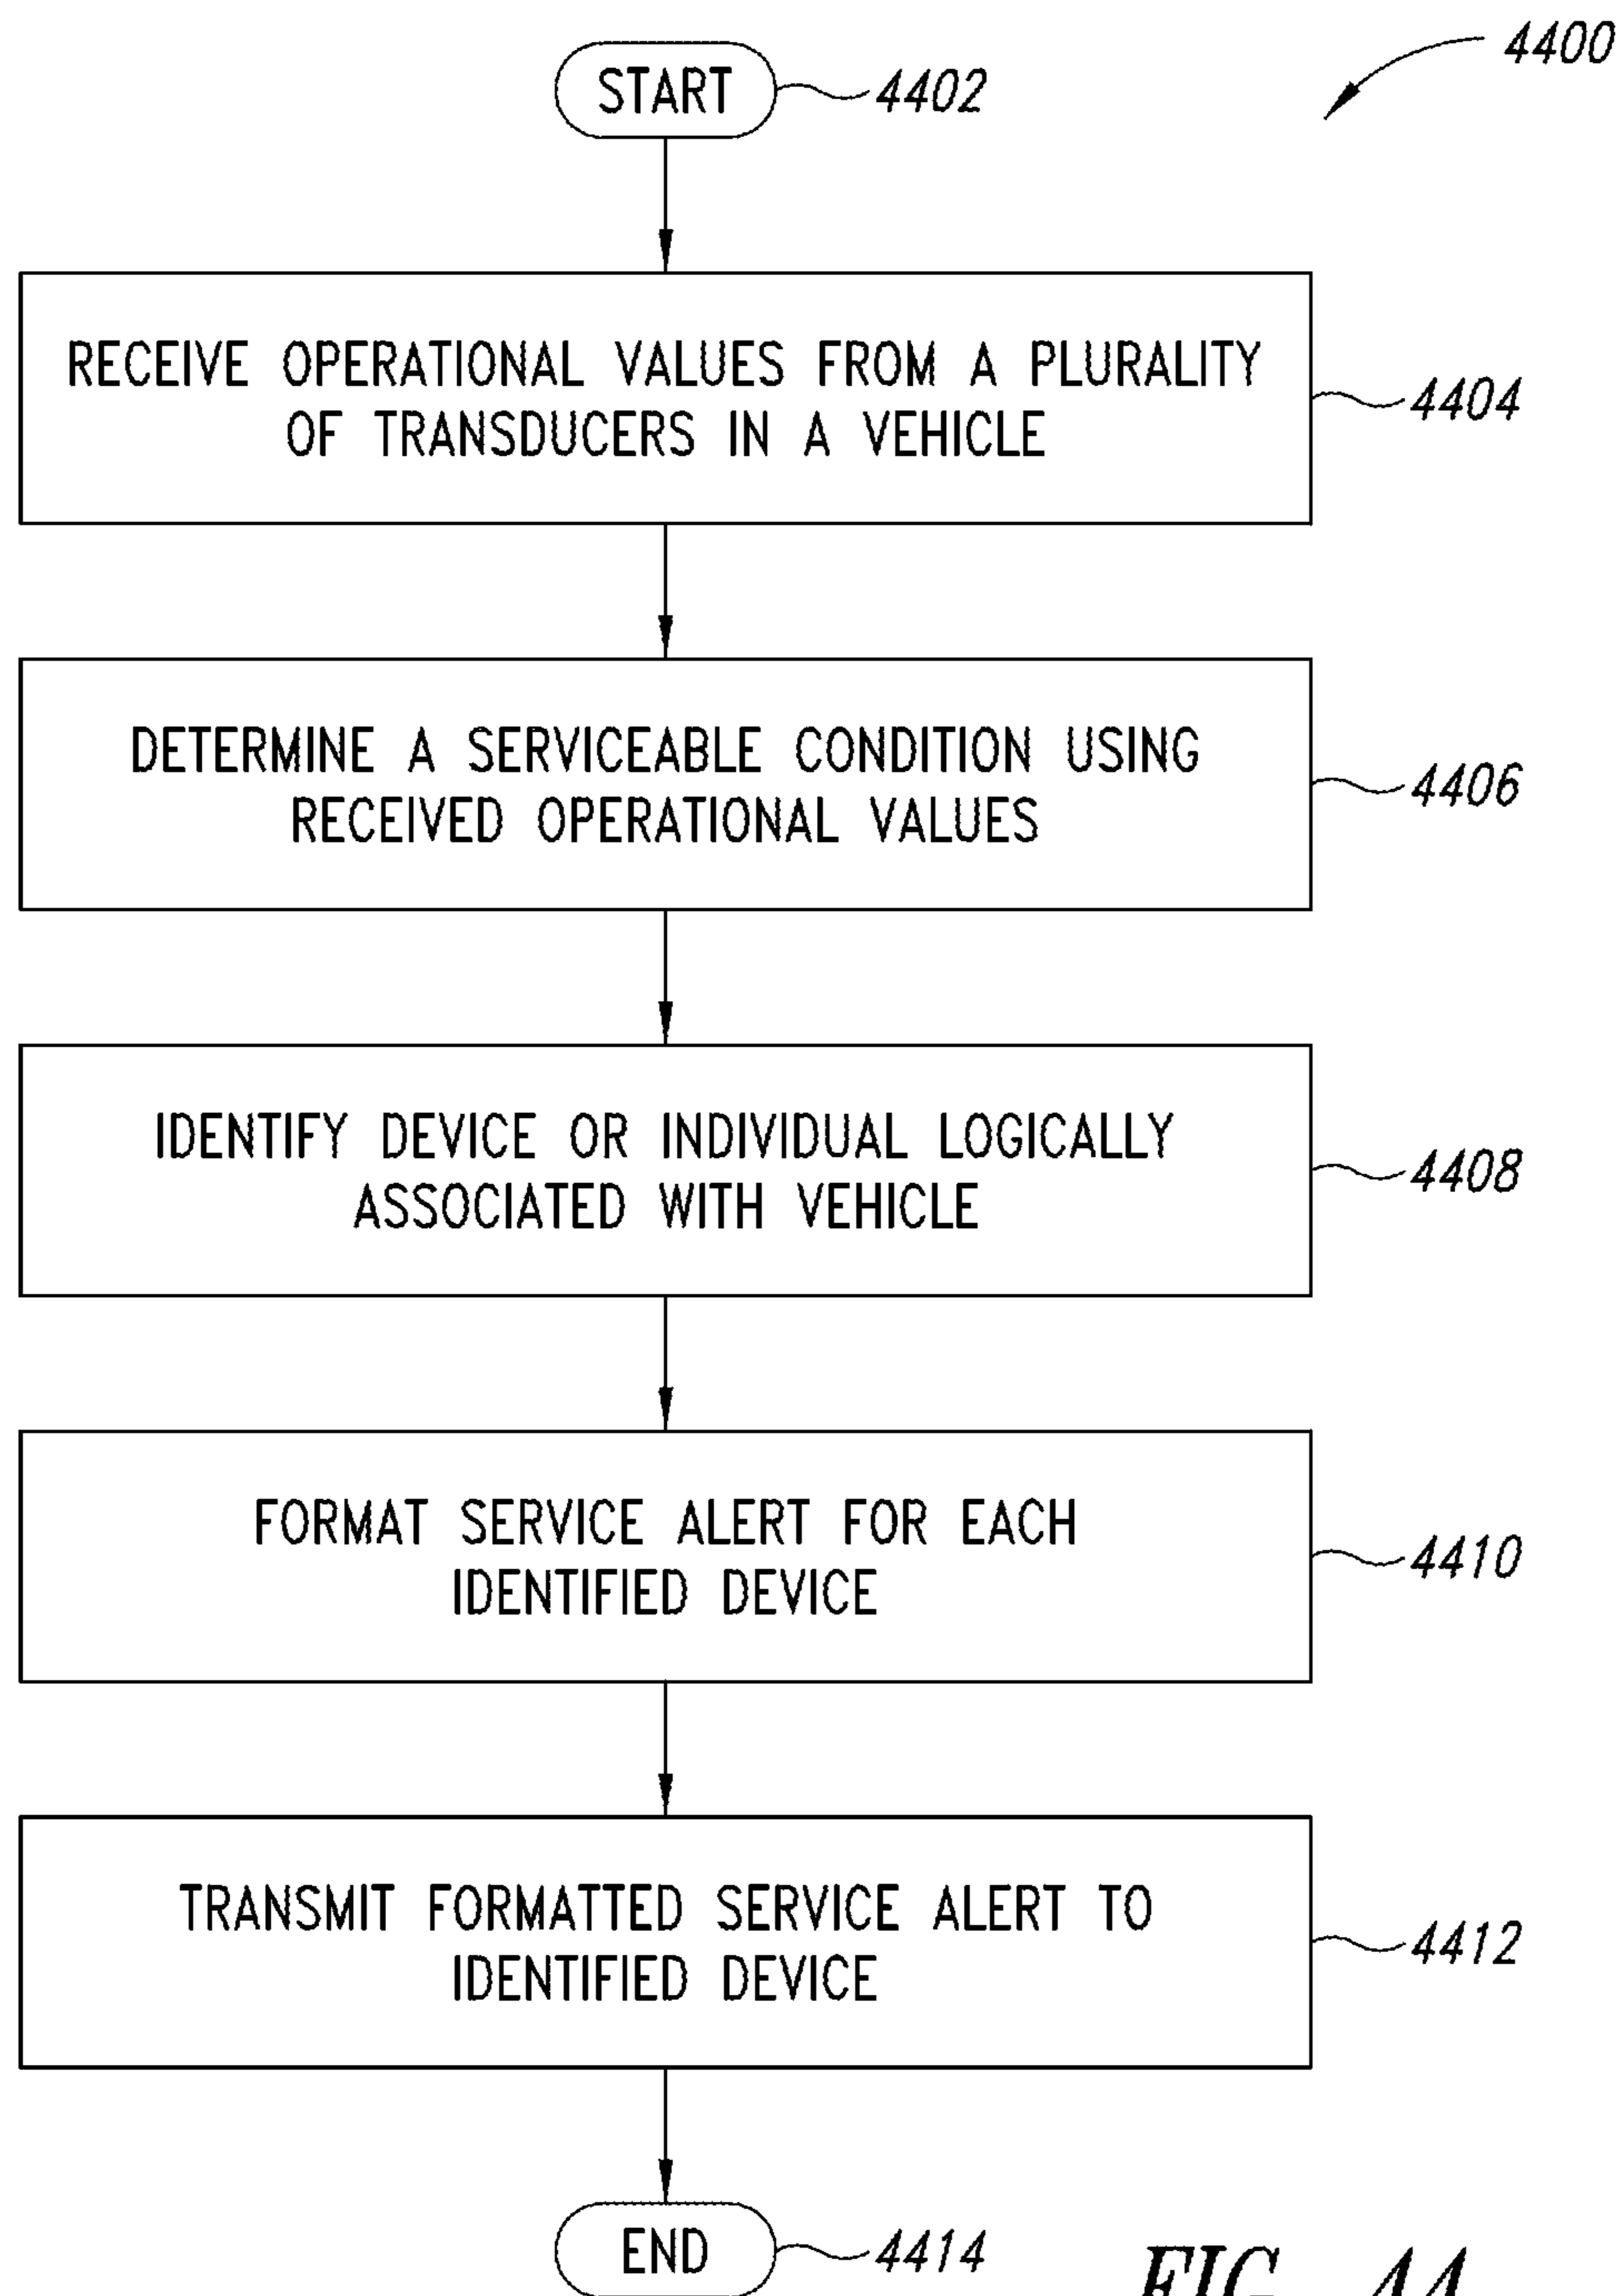 4400
START
4402
RECEIVE OPERATIONAL VALUES FROM A PLURALITY
OF TRANSDUCERS IN A VEHICLE
4404
DETERMINE A SERVICEABLE CONDITION USING
RECEIVED OPERATIONAL VALUES
4406
IDENTIFY DEVICE OR INDIVIDUAL LOGICALLY
ASSOCIATED WITH VEHICLE
4408
FORMAT SERVICE ALERT FOR EACH
IDENTIFIED DEVICE
4410
TRANSMIT FORMATTED SERVICE ALERT TO
IDENTIFIED DEVICE
4412
END
4414
FIG. 44